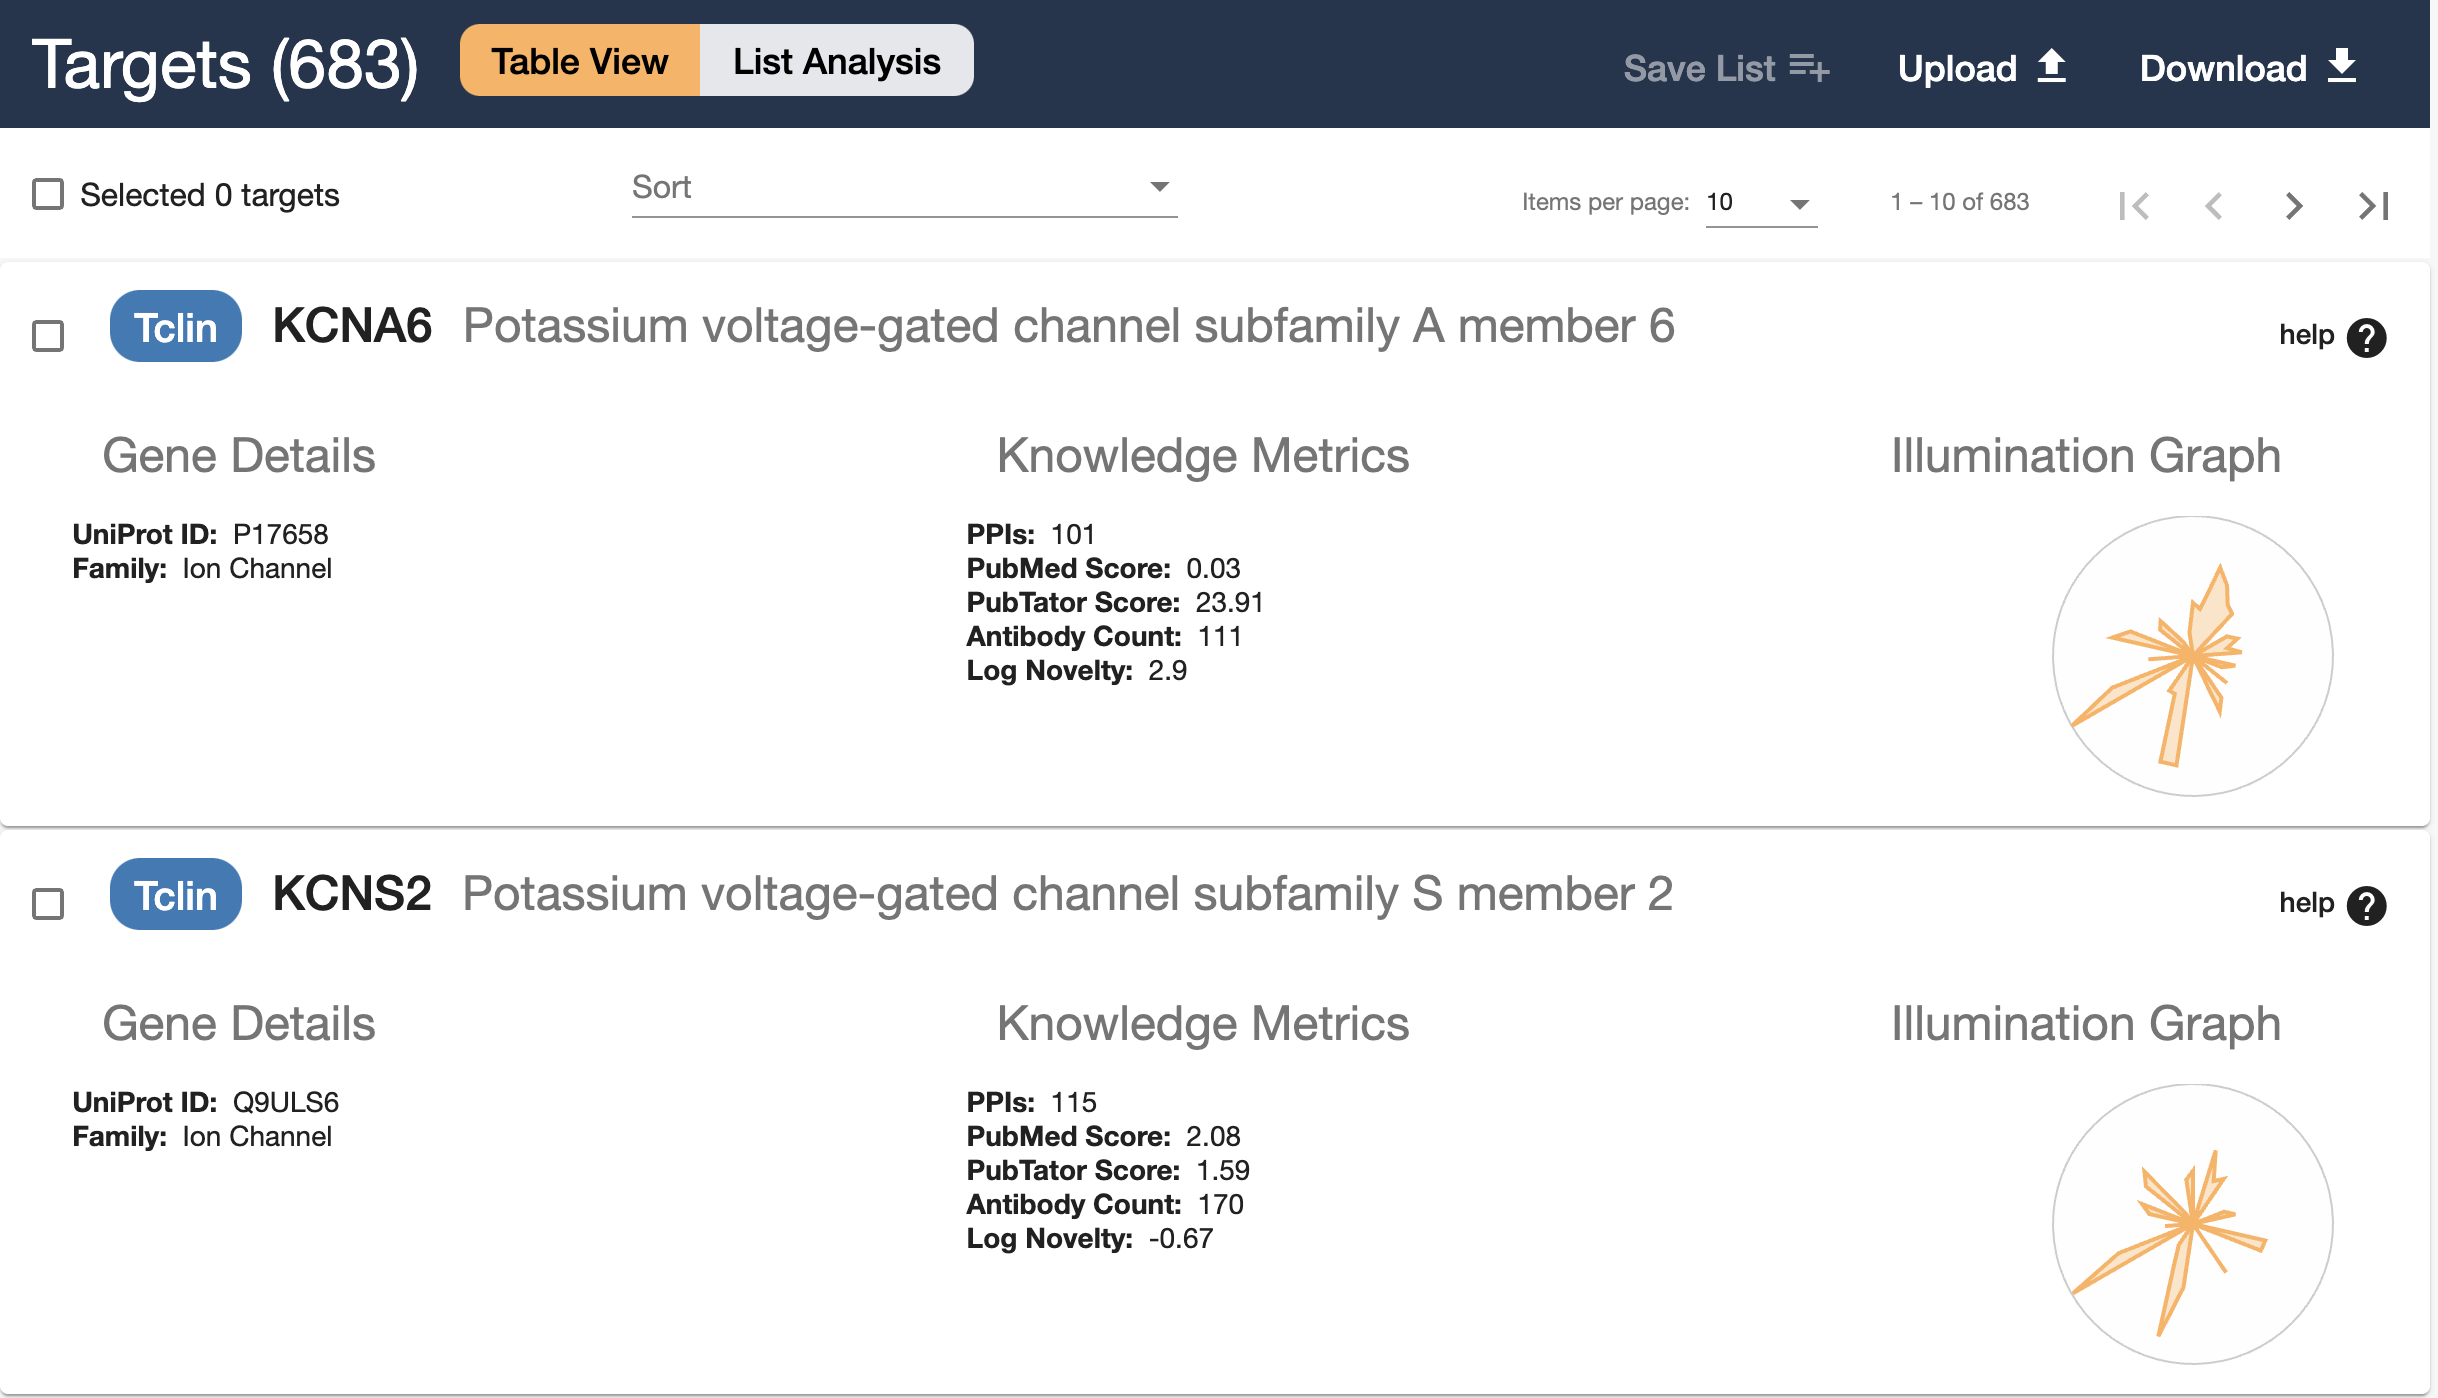 Targets (683) Table View List Analysis Save List Upload Download
Selected 0 targets Sort Items per page: 10 1 – 10 of 683
Tclin KCNA6 Potassium voltage-gated channel subfamily A member 6 help ?
Gene Details Knowledge Metrics Illumination Graph
UniProt ID: P17658
Family: Ion Channel
PPIs: 101
PubMed Score: 0.03
PubTator Score: 23.91
Antibody Count: 111
Log Novelty: 2.9
Tclin KCNS2 Potassium voltage-gated channel subfamily S member 2 help ?
Gene Details Knowledge Metrics Illumination Graph
UniProt ID: Q9ULS6
Family: Ion Channel
PPIs: 115
PubMed Score: 2.08
PubTator Score: 1.59
Antibody Count: 170
Log Novelty: -0.67